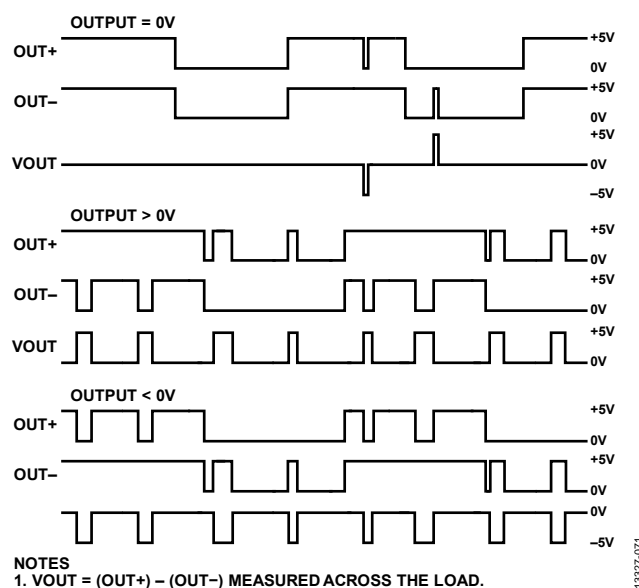 OUTPUT = 0V
OUT+
+5V
0V
OUT–
+5V
0V
VOUT
+5V
0V
–5V
OUTPUT > 0V
OUT+
+5V
0V
OUT–
+5V
0V
VOUT
+5V
0V
OUTPUT < 0V
OUT+
+5V
0V
OUT–
+5V
0V
0V
–5V
NOTES
1. VOUT = (OUT+) – (OUT–) MEASURED ACROSS THE LOAD.
12327-071